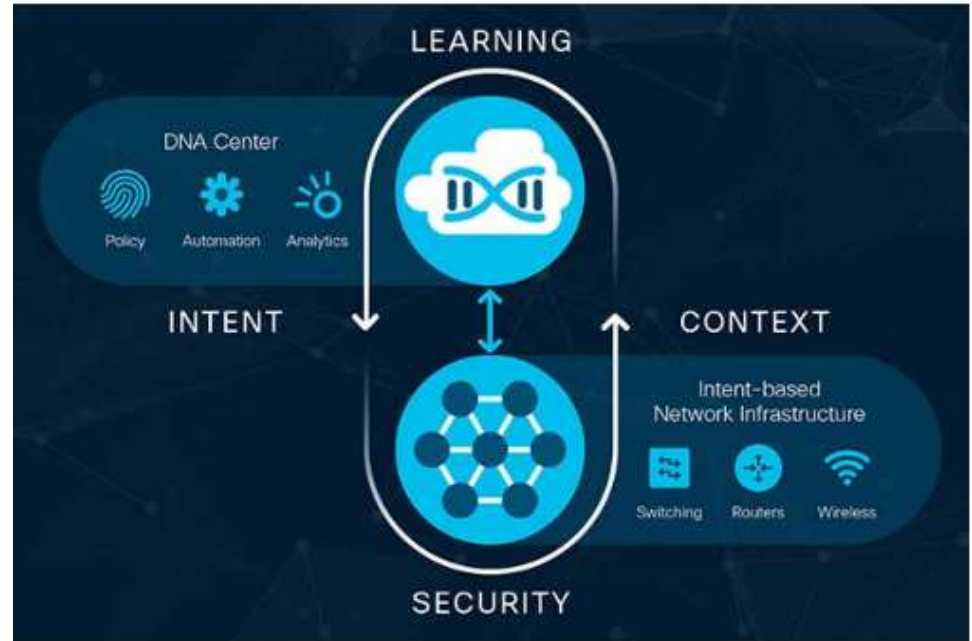 LEARNING
DNA Center
Policy Automation Analytics
INTENT
CONTEXT
Intent-based
Network Infrastructure
Switching Routers Wireless
SECURITY